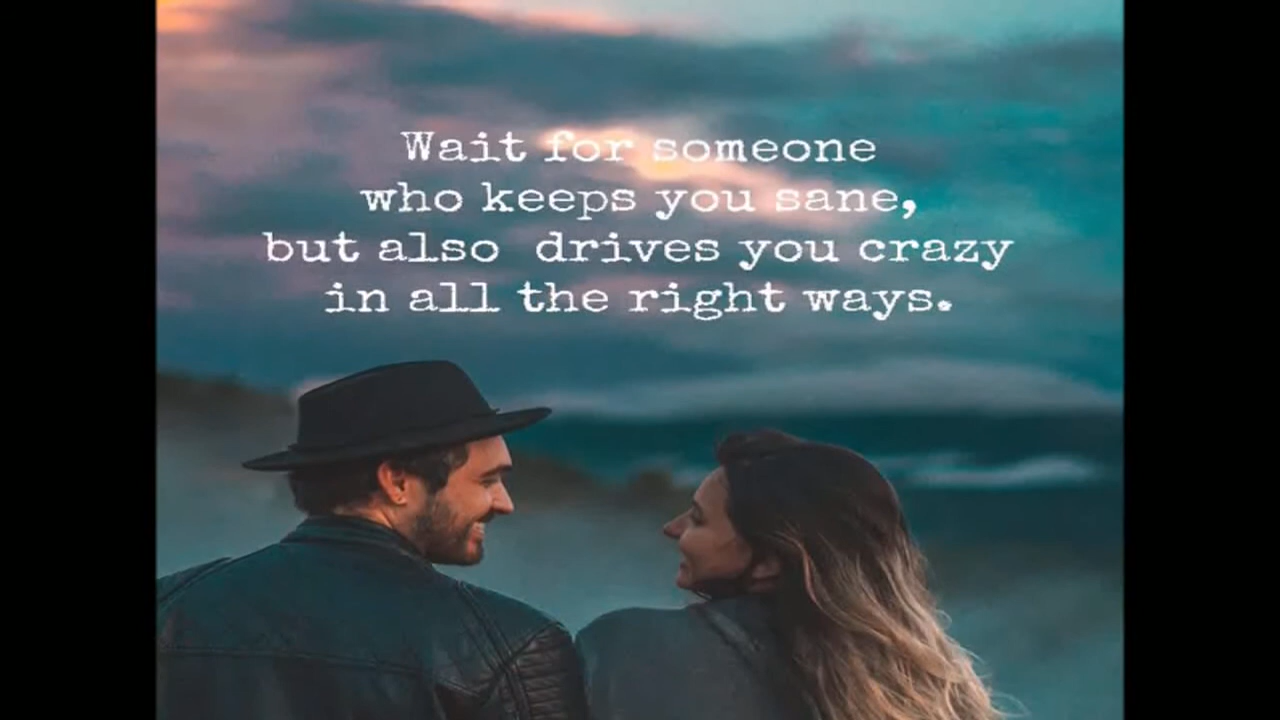 Wait for someone
who keeps you sane,
but also drives you crazy
in all the right ways.